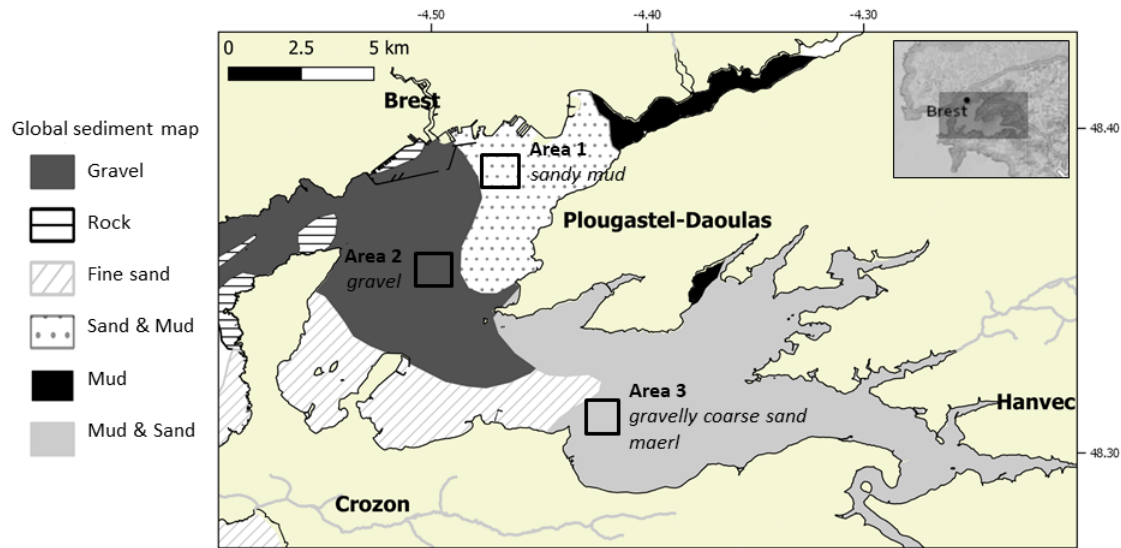 -4.50
-4.40
-4.30
0 2.5 5 km
Brest
Brest
Global sediment map
Gravel
Rock
Fine sand
Sand & Mud
Mud
Mud & Sand
Area 1
sandy mud
48.40
Plougastel-Daoulas
Area 2
gravel
Area 3
gravelly coarse sand
maerl
Hanvec
48.30
Crozon